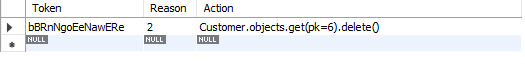 Token Reason Action
bBRnNgoEeNawERe 2 Customer.objects.get(pk=6).delete()
NULL NULL NULL